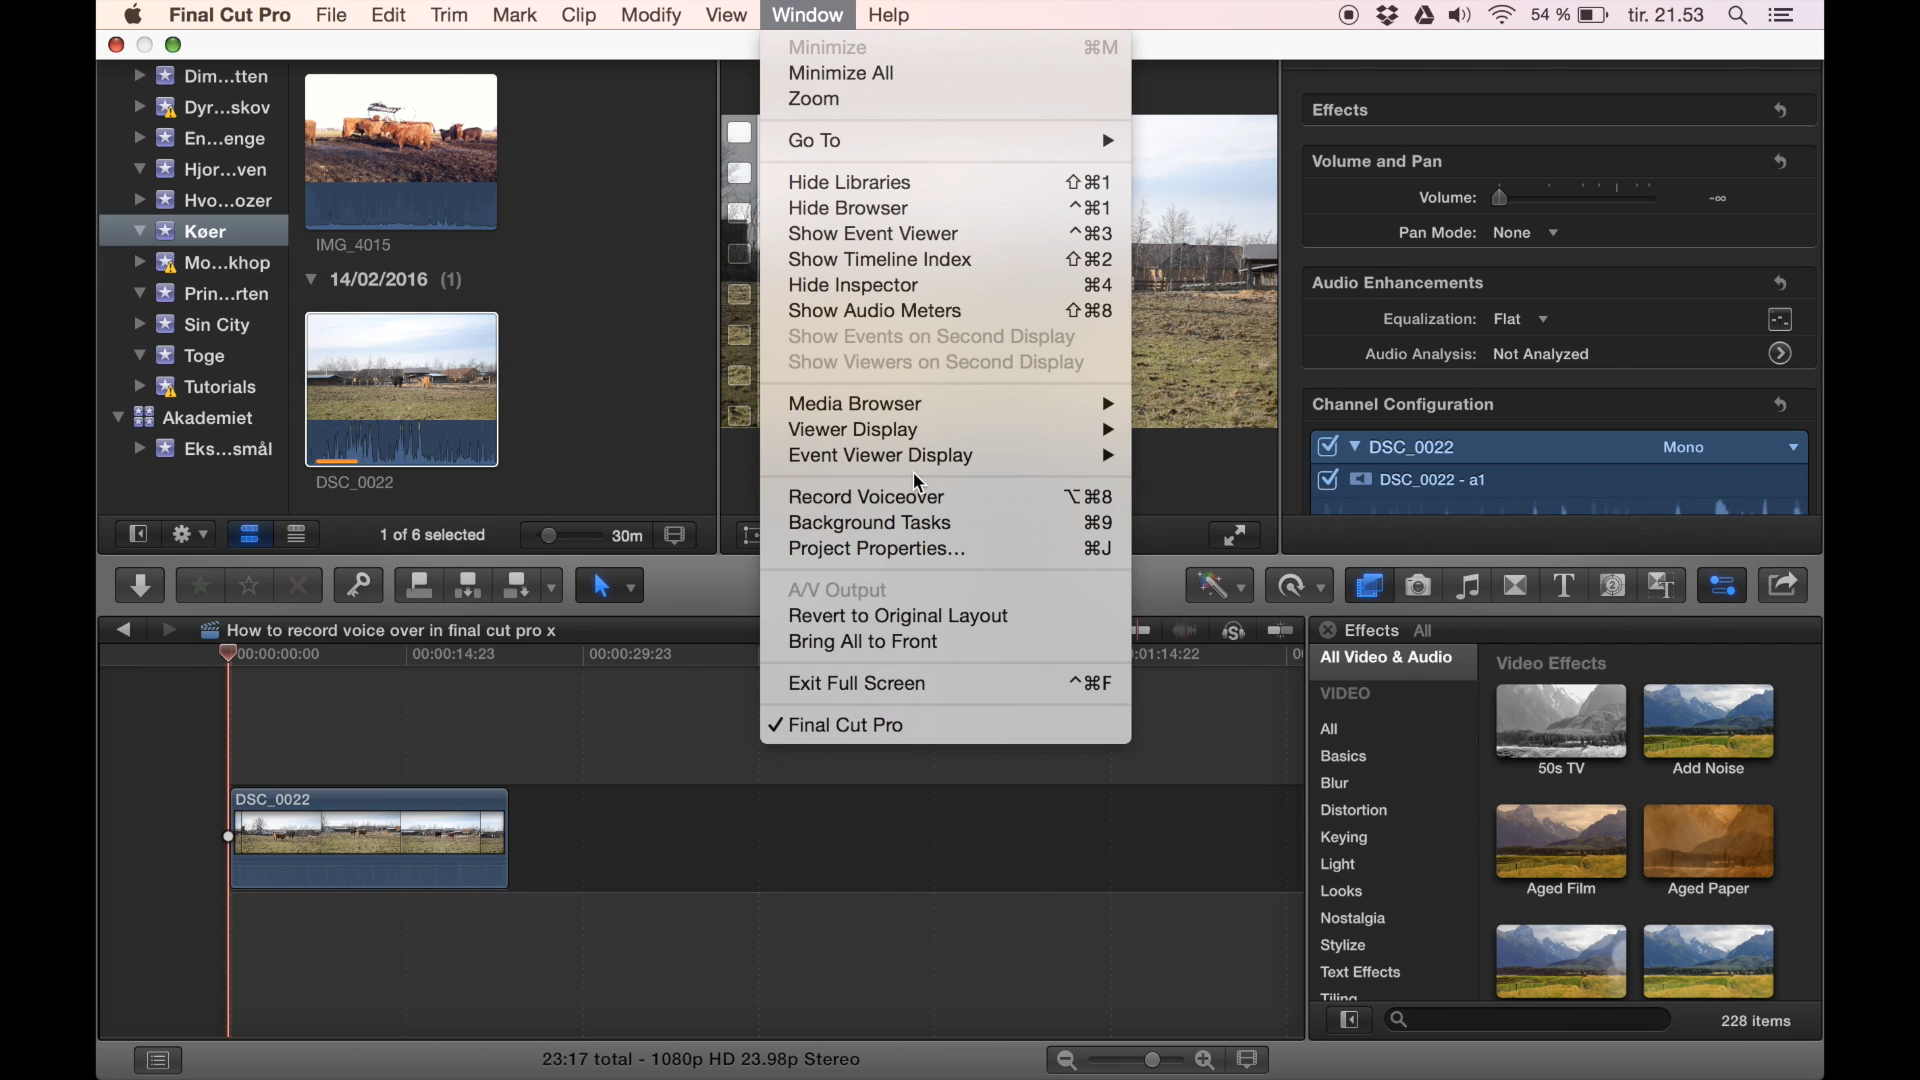 Final Cut Pro File Edit Trim Mark Clip Modify View Window Help 54 % tir. 21.53
Minimize ⌘M
Minimize All
Zoom
Go To
Hide Libraries ⇧⌘1
Hide Browser ^⌘1
Show Event Viewer ^⌘3
Show Timeline Index ⇧⌘2
Hide Inspector ⌘4
Show Audio Meters ⇧⌘8
Show Events on Second Display
Show Viewers on Second Display
Media Browser
Viewer Display
Event Viewer Display
Record Voiceover ⌥⌘8
Background Tasks ⌘9
Project Properties... ⌘J
A/V Output
Revert to Original Layout
Bring All to Front
Exit Full Screen ^⌘F
✓ Final Cut Pro
Dim...tten
Dyr...skov
En...enge
Hjor...ven
Hvo...ozer
Køer
Mo...khop
Prin...rten
Sin City
Toge
Tutorials
Akademiet
Eks...smål
IMG_4015
14/02/2016 (1)
DSC_0022
1 of 6 selected
30m
Effects
Volume and Pan
Volume: -∞
Pan Mode: None
Audio Enhancements
Equalization: Flat
Audio Analysis: Not Analyzed
Channel Configuration
DSC_0022 Mono
DSC_0022 - a1
How to record voice over in final cut pro x
00:00:00:00 00:00:14:23 00:00:29:23 :01:14:22
DSC_0022
Effects All
All Video & Audio
VIDEO
All
Basics
Blur
Distortion
Keying
Light
Looks
Nostalgia
Stylize
Text Effects
Tiling
Video Effects
50s TV
Add Noise
Aged Film
Aged Paper
228 items
23:17 total - 1080p HD 23.98p Stereo